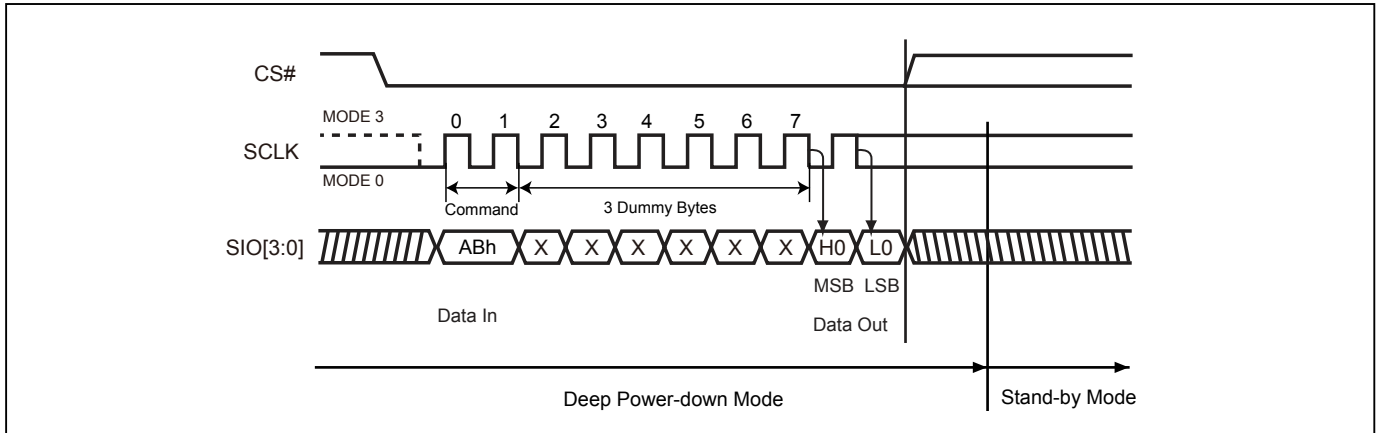 CS#
MODE 3
0 1 2 3 4 5 6 7
SCLK
MODE 0
Command
3 Dummy Bytes
SIO[3:0]
ABh X X X X X X H0 L0
MSB LSB
Data In
Data Out
Deep Power-down Mode
Stand-by Mode